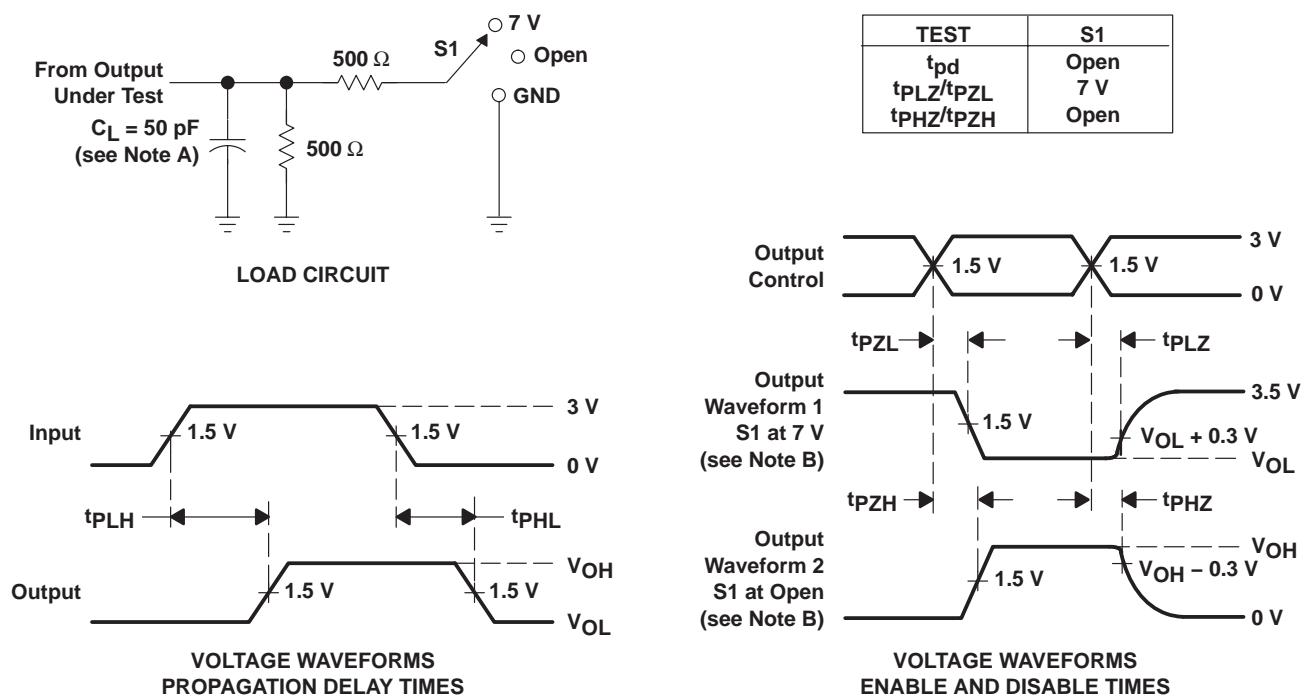 7 V
S1
Open
500 Ω
GND
From Output
Under Test
CL = 50 pF
(see Note A)
500 Ω
LOAD CIRCUIT
TEST S1
tpd Open
tPLZ/tPZL 7 V
tPHZ/tPZH Open
Output
Control
1.5 V
1.5 V
3 V
0 V
tPZL
tPLZ
Output
Waveform 1
S1 at 7 V
(see Note B)
1.5 V
3.5 V
VOL + 0.3 V
VOL
tPZH
tPHZ
Output
Waveform 2
S1 at Open
(see Note B)
1.5 V
VOH
VOH – 0.3 V
0 V
VOLTAGE WAVEFORMS
ENABLE AND DISABLE TIMES
Input
1.5 V
1.5 V
3 V
0 V
tPLH
tPHL
Output
1.5 V
1.5 V
VOH
VOL
VOLTAGE WAVEFORMS
PROPAGATION DELAY TIMES